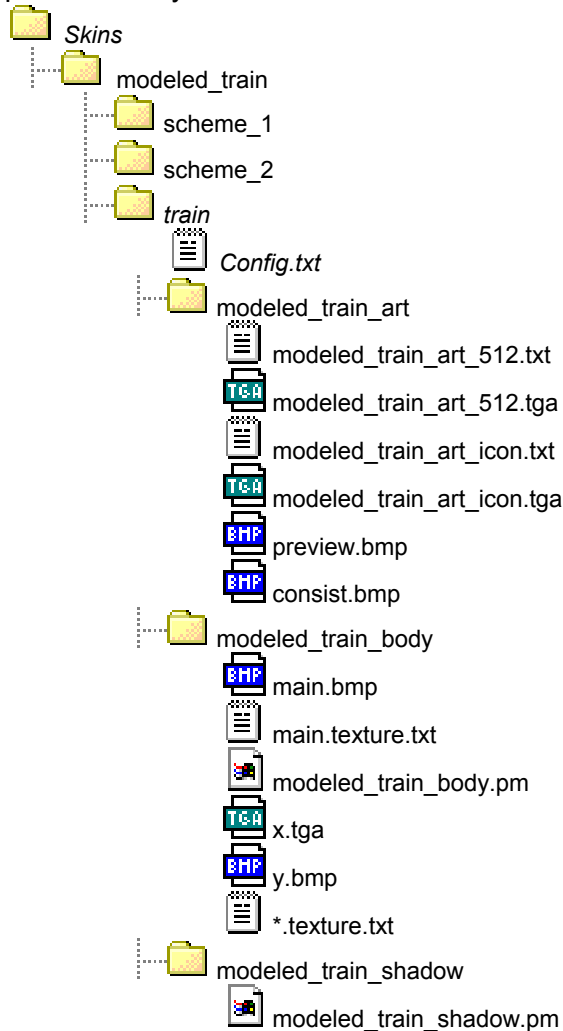 Skins
modeled_train
scheme_1
scheme_2
train
Config.txt
modeled_train_art
modeled_train_art_512.txt
TGA modeled_train_art_512.tga
modeled_train_art_icon.txt
TGA modeled_train_art_icon.tga
BMP preview.bmp
BMP consist.bmp
modeled_train_body
BMP main.bmp
main.texture.txt
modeled_train_body.pm
TGA x.tga
BMP y.bmp
*.texture.txt
modeled_train_shadow
modeled_train_shadow.pm